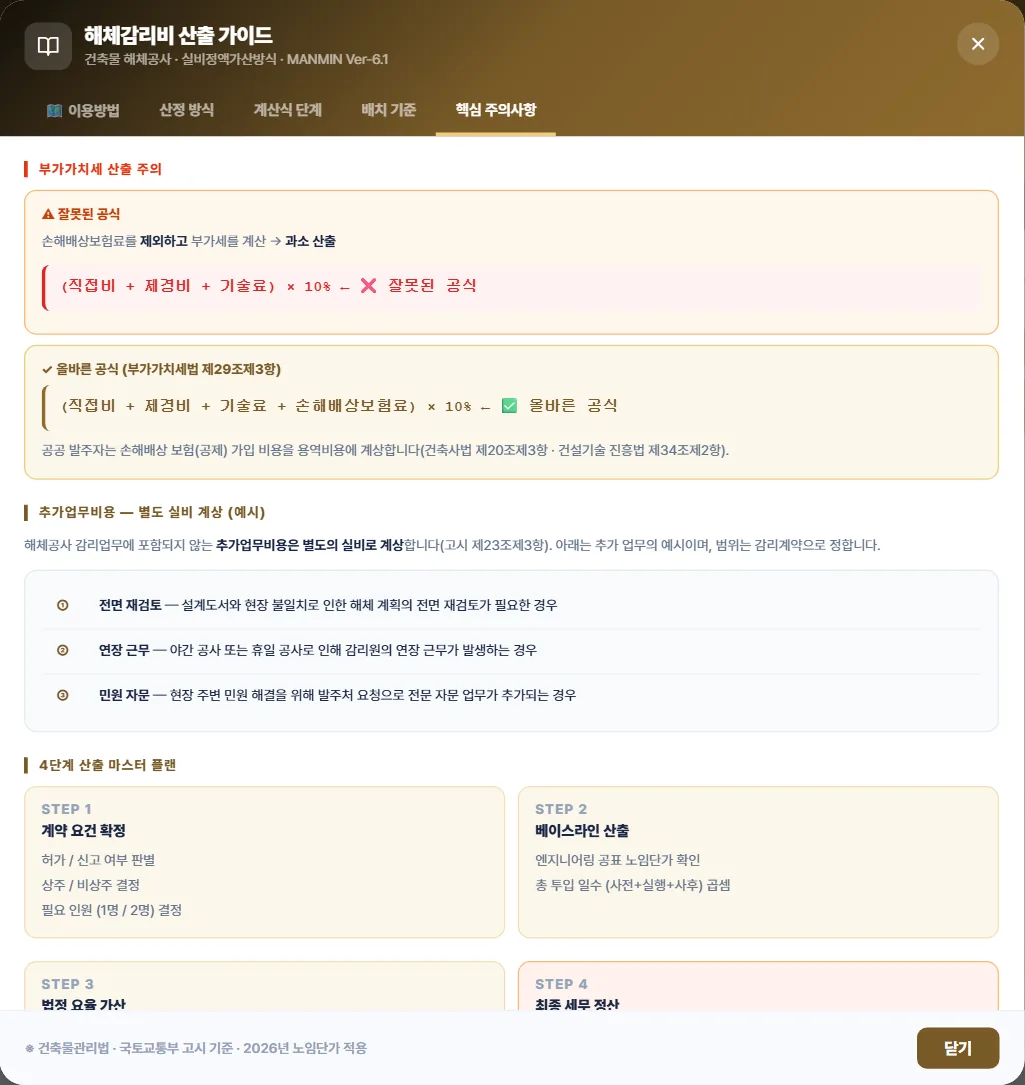 해체감리비 산출 가이드
건축물 해체공사 · 실비정액가산방식 · MANMIN Ver-6.1
이용방법 산정 방식 계산식 단계 배치 기준 핵심 주의사항
부가가치세 산출 주의
⚠ 잘못된 공식
손해배상보험료를 제외하고 부가세를 계산 → 과소 산출
(직접비 + 제경비 + 기술료) × 10% ← ❌ 잘못된 공식
✓ 올바른 공식 (부가가치세법 제29조제3항)
(직접비 + 제경비 + 기술료 + 손해배상보험료) × 10% ← ✅ 올바른 공식
공공 발주자는 손해배상 보험(공제) 가입 비용을 용역비용에 계상합니다(건축사법 제20조제3항 · 건설기술 진흥법 제34조제2항).
추가업무비용 — 별도 실비 계상 (예시)
해체공사 감리업무에 포함되지 않는 추가업무비용은 별도의 실비로 계상합니다(고시 제23조제3항). 아래는 추가 업무의 예시이며, 범위는 감리계약으로 정합니다.
① 전면 재검토 — 설계도서와 현장 불일치로 인한 해체 계획의 전면 재검토가 필요한 경우
② 연장 근무 — 야간 공사 또는 휴일 공사로 인해 감리원의 연장 근무가 발생하는 경우
③ 민원 자문 — 현장 주변 민원 해결을 위해 발주처 요청으로 전문 자문 업무가 추가되는 경우
4단계 산출 마스터 플랜
STEP 1
계약 요건 확정
허가 / 신고 여부 판별
상주 / 비상주 결정
필요 인원 (1명 / 2명) 결정
STEP 2
베이스라인 산출
엔지니어링 공표 노임단가 확인
총 투입 일수 (사전+실행+사후) 곱셈
STEP 3
법정 요율 가산
STEP 4
최종 세무 정산
※ 건축물관리법 · 국토교통부 고시 기준 · 2026년 노임단가 적용
닫기